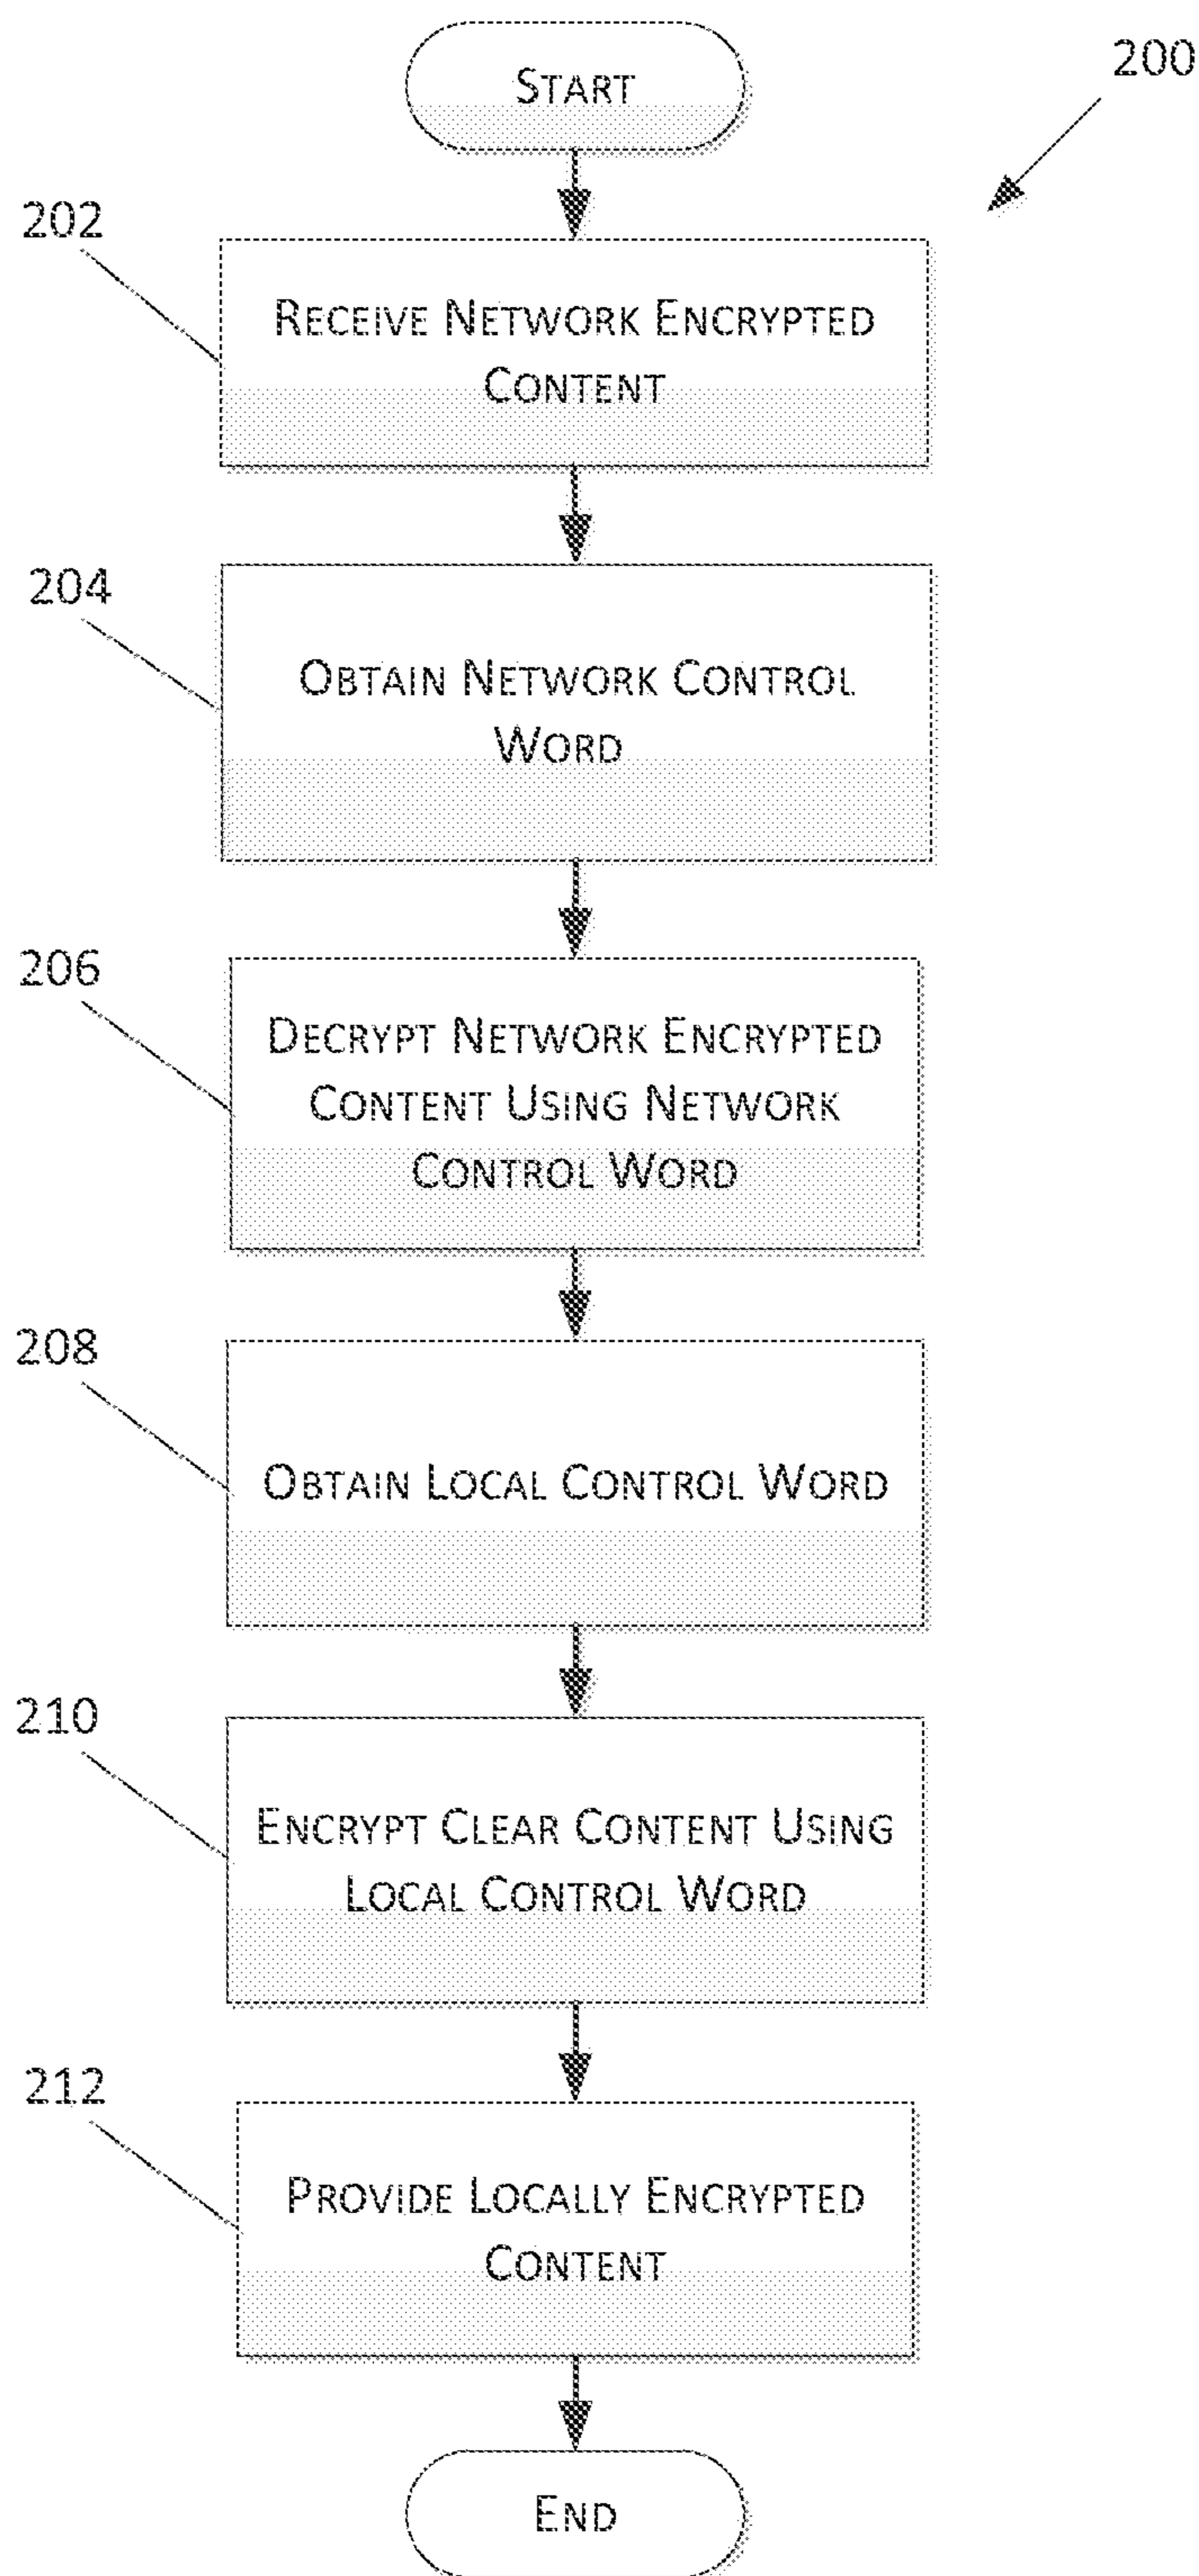 START
200
202
RECEIVE NETWORK ENCRYPTED
CONTENT
204
OBTAIN NETWORK CONTROL
WORD
206
DECRYPT NETWORK ENCRYPTED
CONTENT USING NETWORK
CONTROL WORD
208
OBTAIN LOCAL CONTROL WORD
210
ENCRYPT CLEAR CONTENT USING
LOCAL CONTROL WORD
212
PROVIDE LOCALLY ENCRYPTED
CONTENT
END